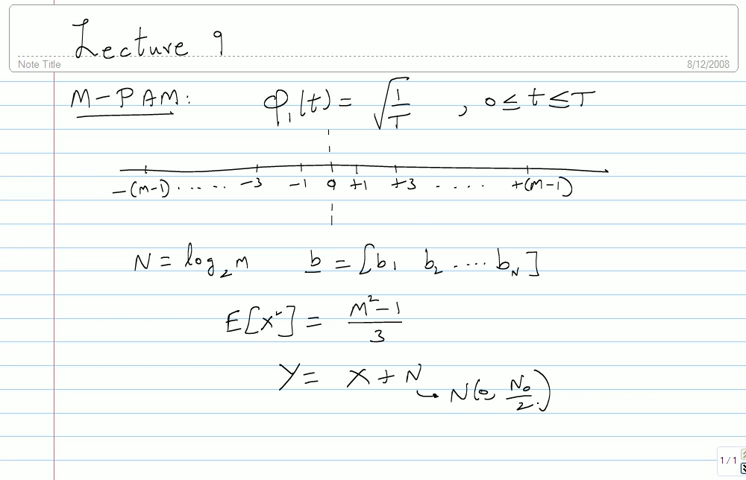 Lecture 9
Note Title 8/12/2008
M-PAM: φ₁(t) = √(1/T) , 0 ≤ t ≤ T
-(M-1) ..... -3 -1 0 +1 +3 .... +(M-1)
N = log₂M b = [b₁ b₂ .... b_N]
E[X²] = (M²-1)/3
Y = X + N → N(0, N₀/2)
1/1